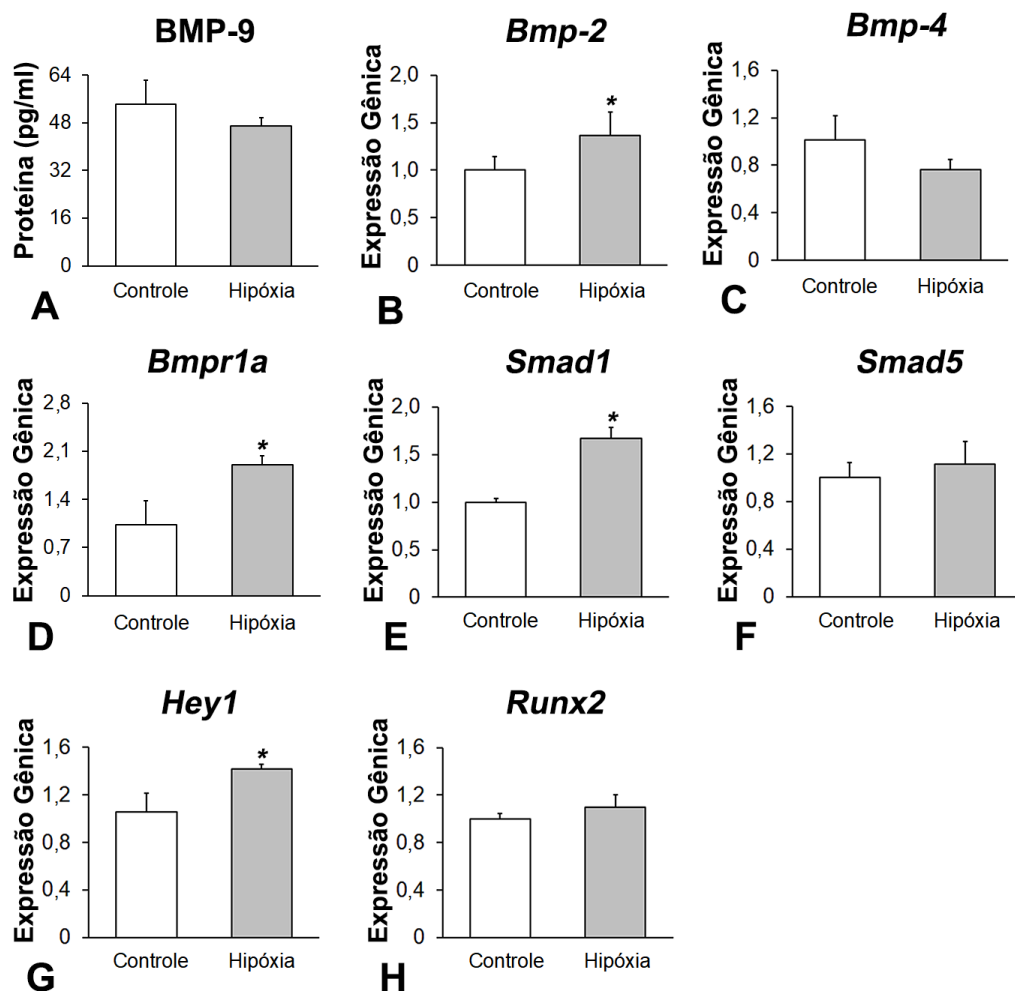 BMP-9
Proteína (pg/ml)
64
48
32
16
0
Controle
Hipóxia
A
Bmp-2
Expressão Gênica
2,0
*
1,5
1,0
0,5
0
Controle
Hipóxia
B
Bmp-4
Expressão Gênica
1,6
1,2
0,8
0,4
0
Controle
Hipóxia
C
Bmpr1a
Expressão Gênica
2,8
2,1
*
1,4
0,7
0
Controle
Hipóxia
D
Smad1
Expressão Gênica
2,0
*
1,5
1,0
0,5
0
Controle
Hipóxia
E
Smad5
Expressão Gênica
1,6
1,2
0,8
0,4
0
Controle
Hipóxia
F
Hey1
Expressão Gênica
1,6
*
1,2
0,8
0,4
0
Controle
Hipóxia
G
Runx2
Expressão Gênica
1,6
1,2
0,8
0,4
0
Controle
Hipóxia
H